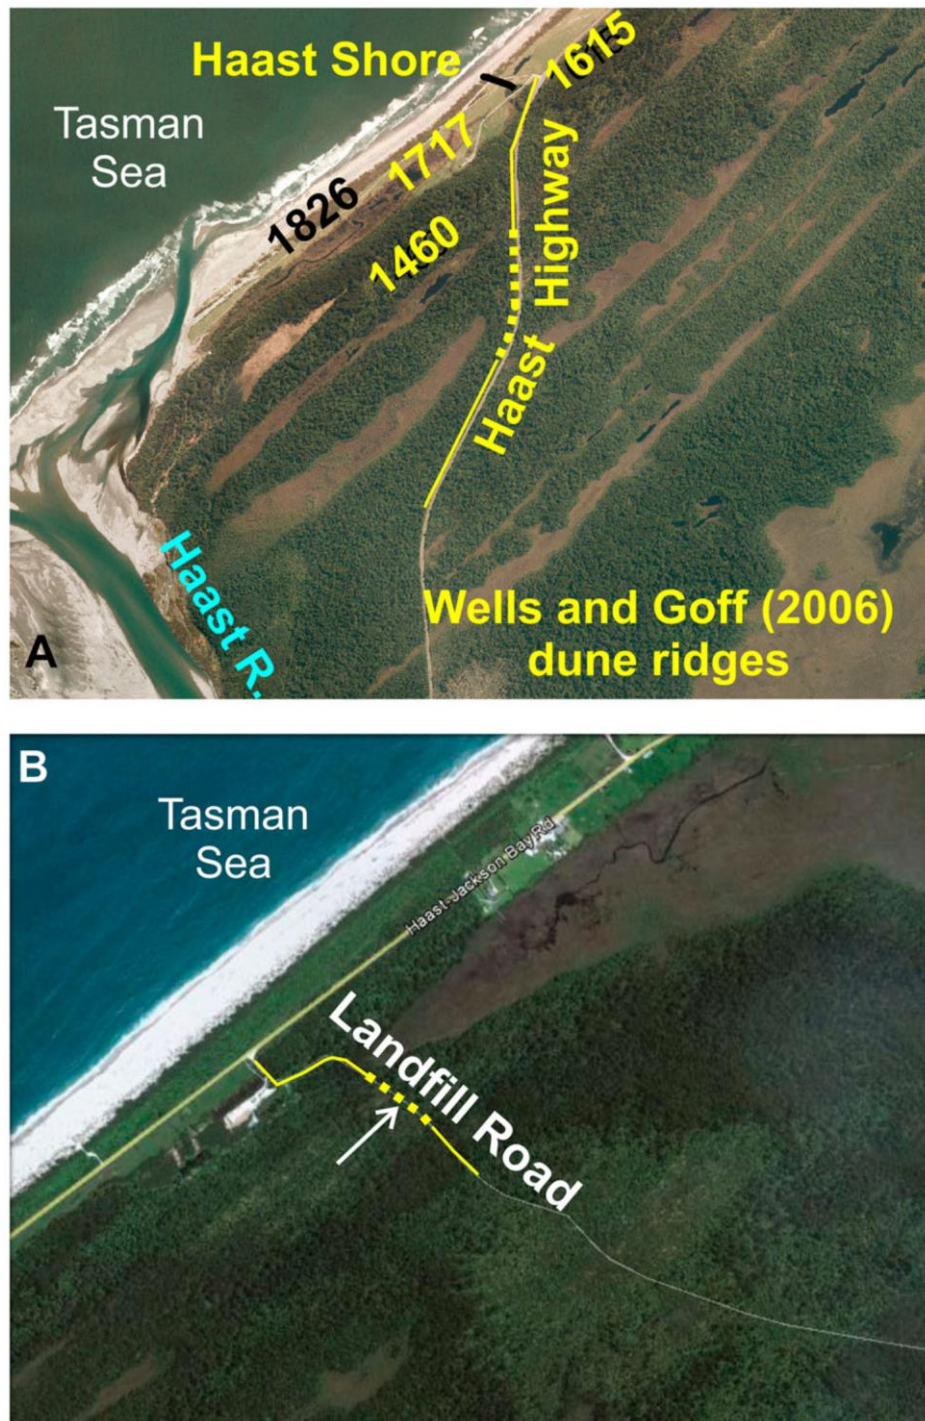 Haast Shore
1615
Tasman
Sea
1717
1826
1460
Haast Highway
Haast R.
Wells and Goff (2006)
dune ridges
A
B
Tasman
Sea
Haast-Jackson Bay Rd
Landfill Road